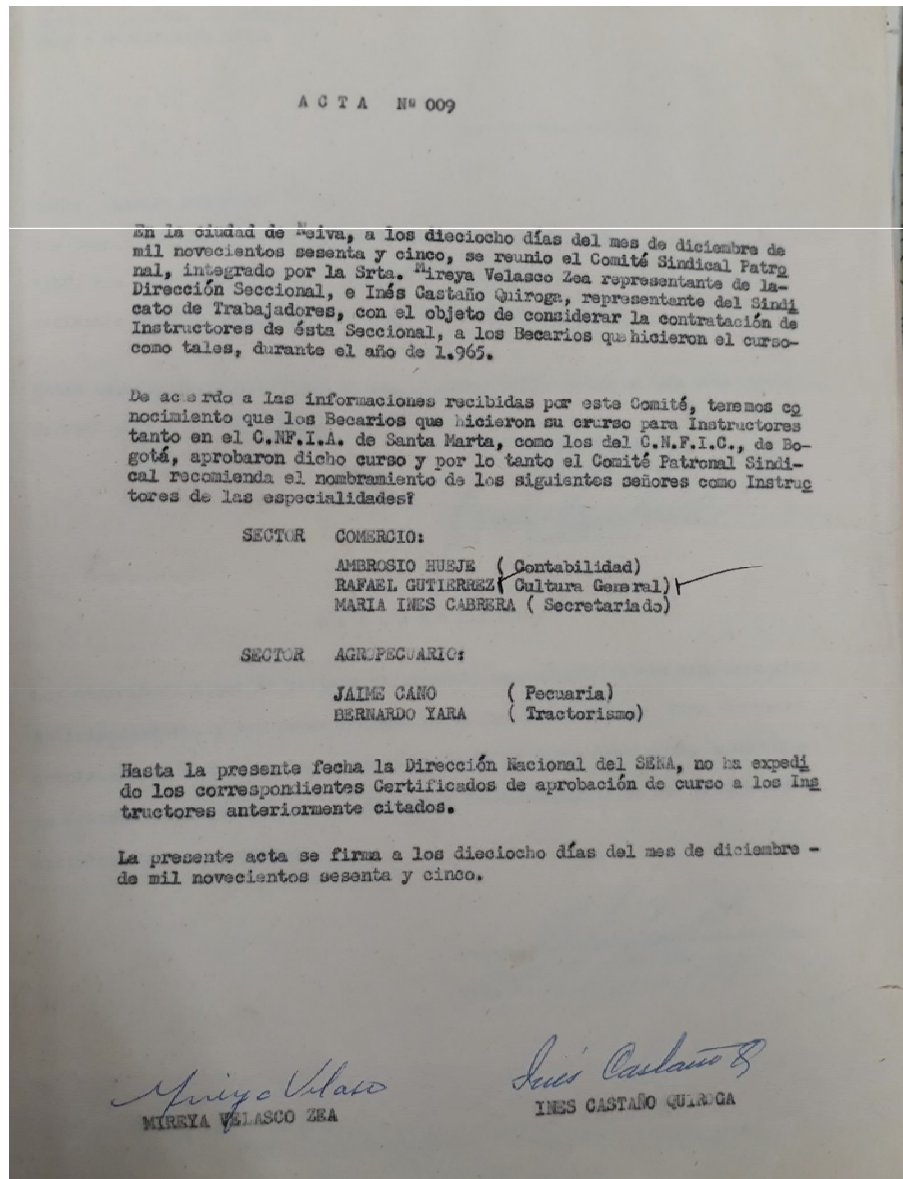 A C T A  Nº 009
En la ciudad de Neiva, a los dieciocho días del mes de diciembre de
mil novecientos sesenta y cinco, se reunio el Comité Sindical Patro
nal, integrado por la Srta. Mireya Velasco Zea representante de la-
Dirección Seccional, e Inés Castaño Quiroga, representante del Sindi
cato de Trabajadores, con el objeto de considerar la contratación de
Instructores de ésta Seccional, a los Becarios que hicieron el curso-
como tales, durante el año de 1.965.
De acuerdo a las informaciones recibidas por este Comité, tenemos co
nocimiento que los Becarios que hicieron su crurso para Instructores
tanto en el C.NF.I.A. de Santa Marta, como los del C.N.F.I.C., de Bo-
gotá, aprobaron dicho curso y por lo tanto el Comité Patronal Sindi-
cal recomienda el nombramiento de los siguientes señores como Instruc
tores de las especialidades:
SECTOR COMERCIO:
AMBROSIO HUEJE ( Contabilidad)
RAFAEL GUTIERREZ( Cultura General)
MARIA INES CABRERA ( Secretariado)
SECTOR AGROPECUARIO:
JAIME CANO ( Pecuaria)
BERNARDO YARA ( Tractorismo)
Hasta la presente fecha la Dirección Nacional del SENA, no ha expedi
do los correspondientes Certificados de aprobación de curso a los Ins
tructores anteriormente citados.
La presente acta se firma a los dieciocho días del mes de diciembre -
de mil novecientos sesenta y cinco.
Mireya Velasco
Inés Castaño Q
MIREYA VELASCO ZEA
INES CASTAÑO QUIROGA